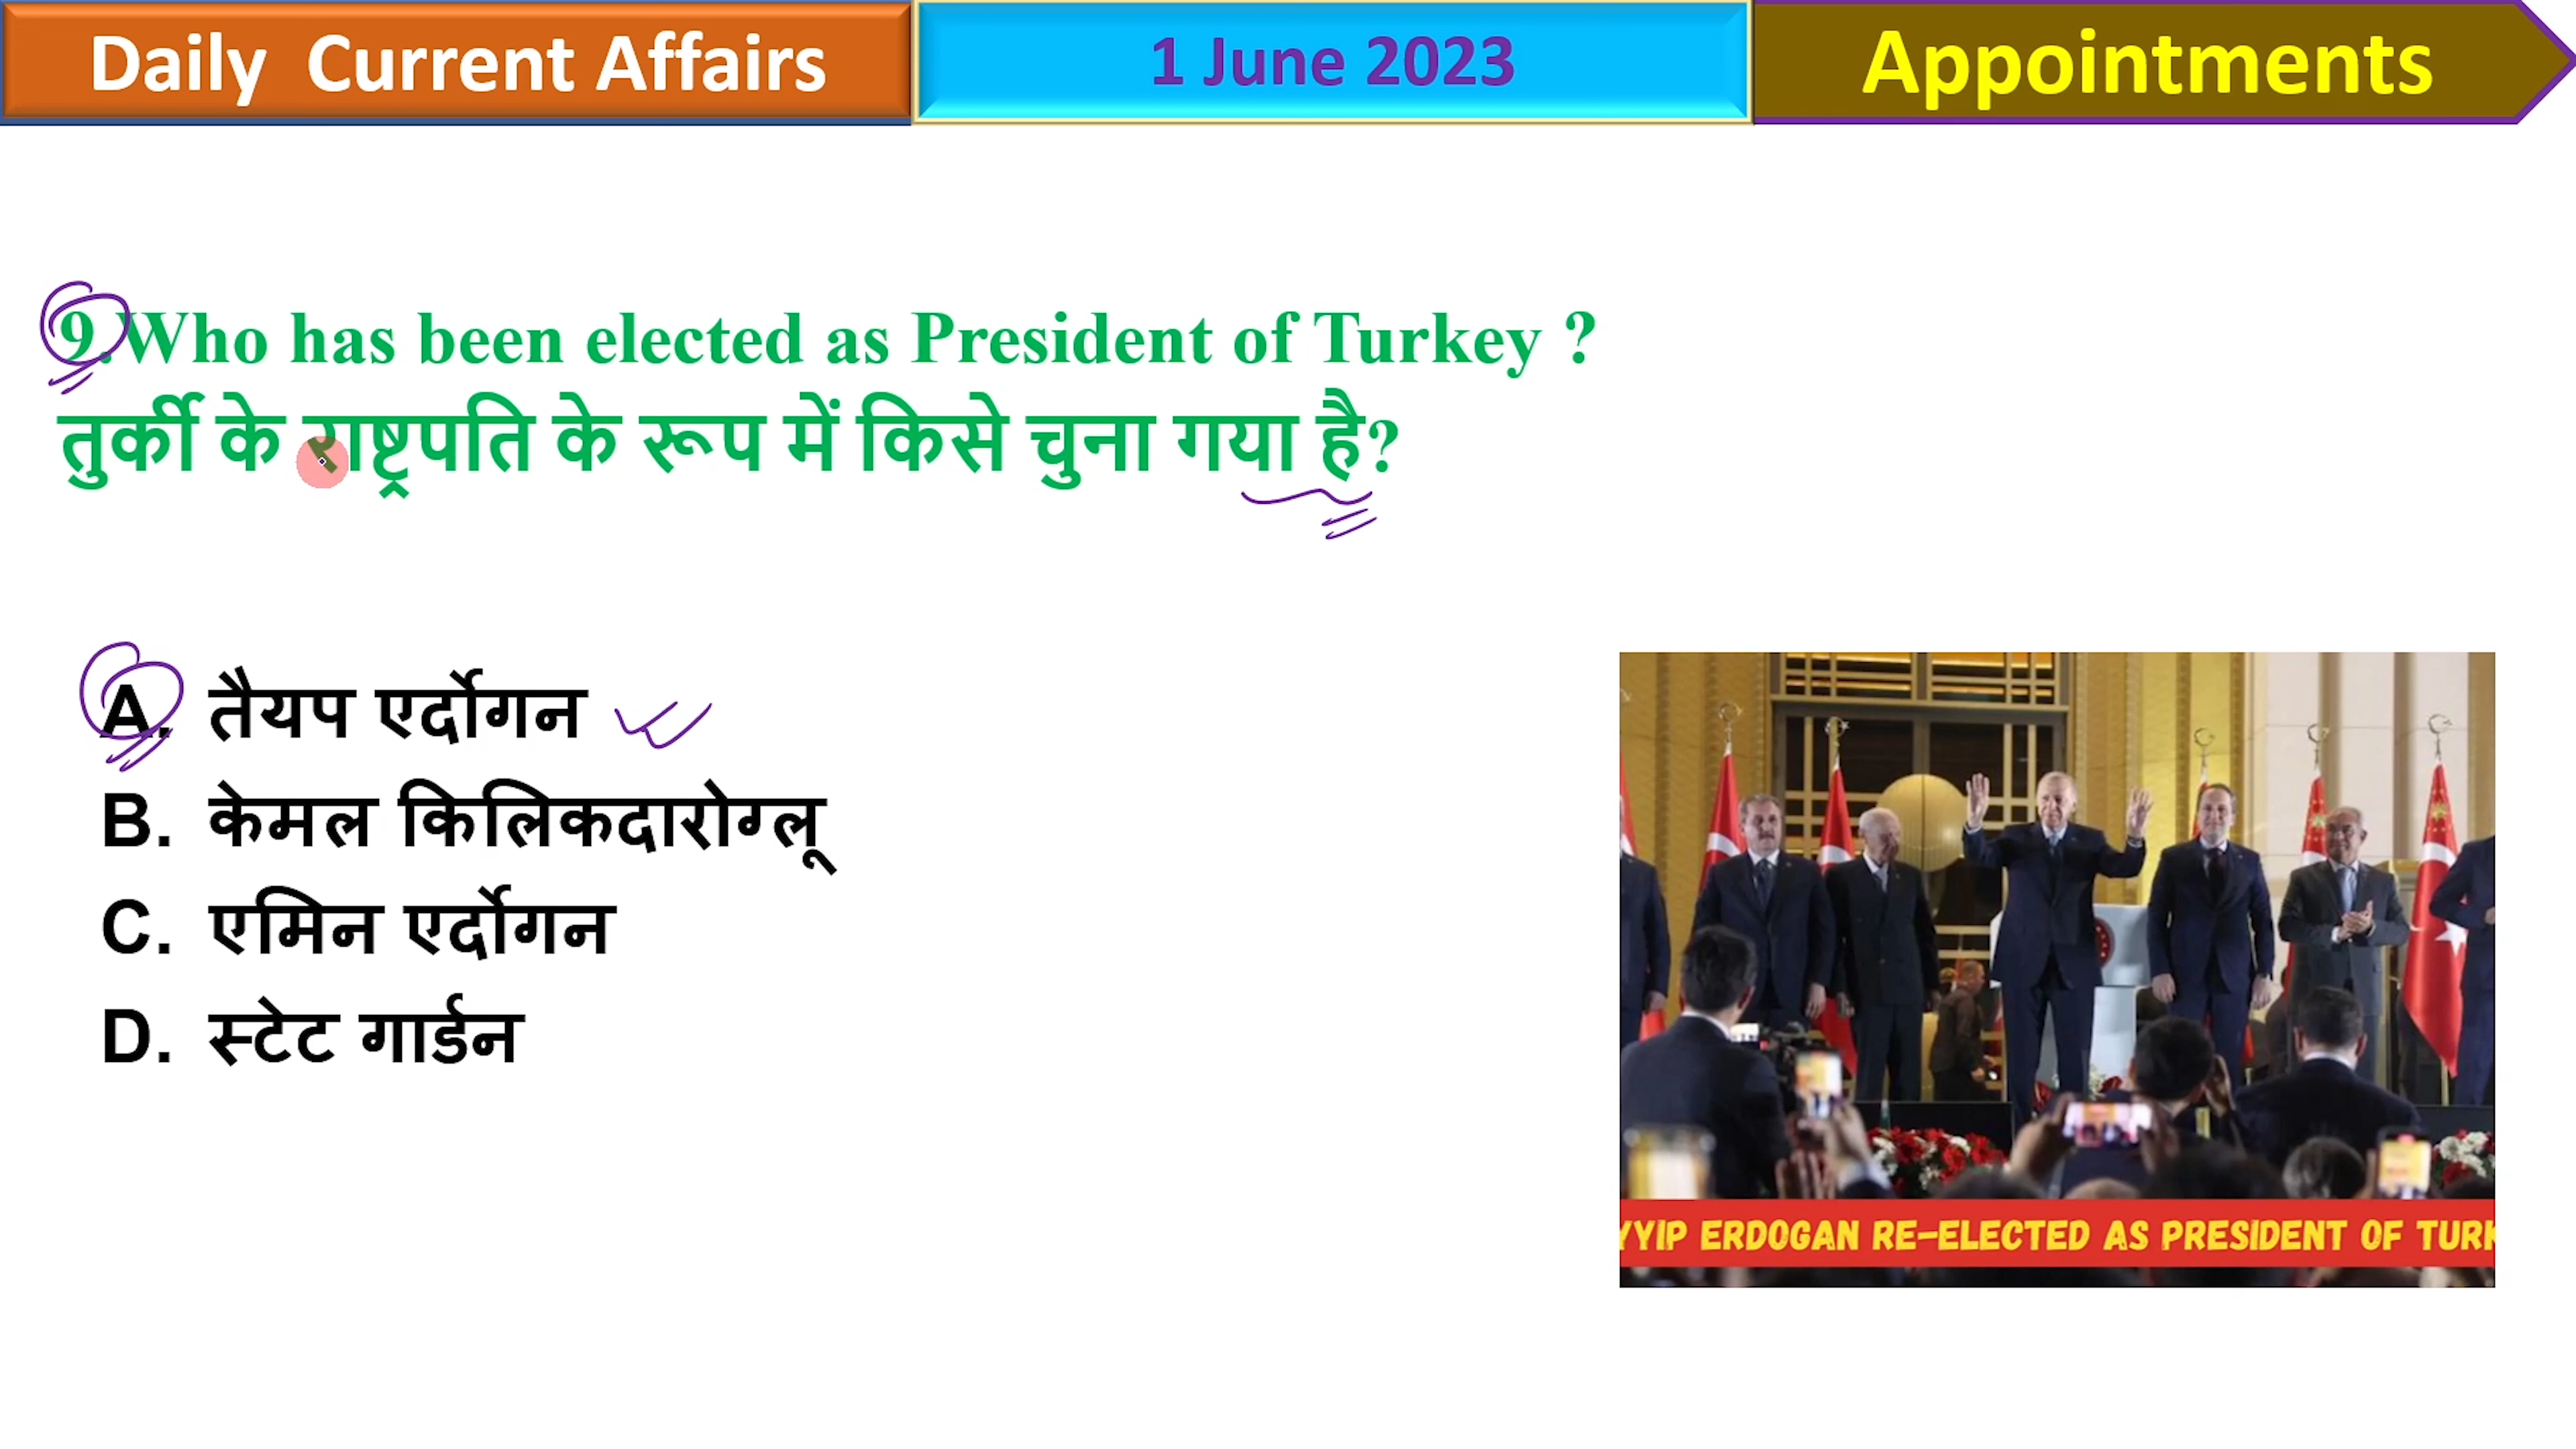 Daily Current Affairs
1 June 2023
Appointments
9.Who has been elected as President of Turkey ?
तुर्की के राष्ट्रपति के रूप में किसे चुना गया है?
A. तैयप एर्दोगन
B. केमल किलिकदारोग्लू
C. एमिन एर्दोगन
D. स्टेट गार्डन
YYIP ERDOGAN RE-ELECTED AS PRESIDENT OF TURK